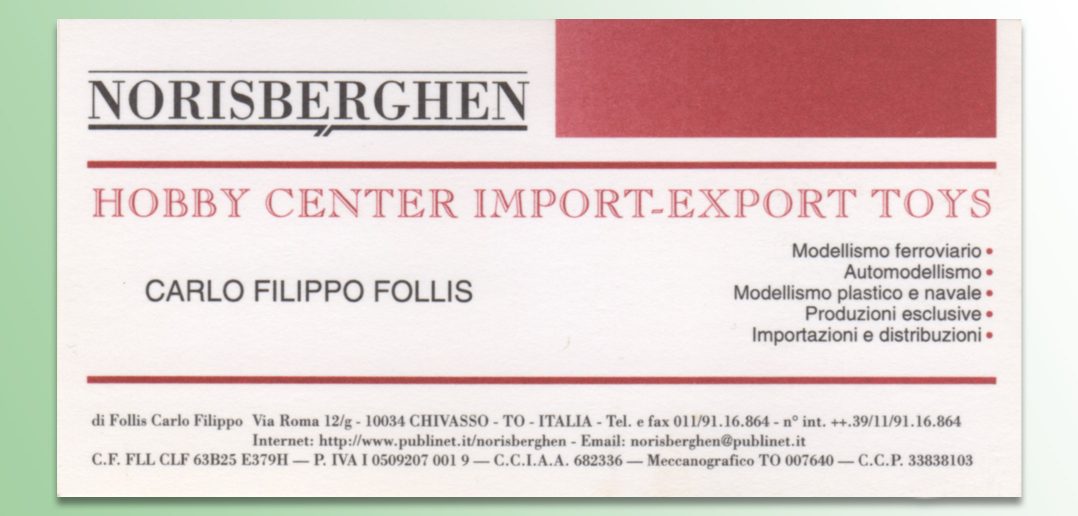 NORISBERGHEN
HOBBY CENTER IMPORT-EXPORT TOYS
CARLO FILIPPO FOLLIS
Modellismo ferroviario •
Automodellismo •
Modellismo plastico e navale •
Produzioni esclusive •
Importazioni e distribuzioni •
di Follis Carlo Filippo Via Roma 12/g - 10034 CHIVASSO - TO - ITALIA - Tel. e fax 011/91.16.864 - n° int. ++.39/11/91.16.864
Internet: http://www.publinet.it/norisberghen - Email: norisberghen@publinet.it
C.F. FLL CLF 63B25 E379H — P. IVA I 0509207 001 9 — C.C.I.A.A. 682336 — Meccanografico TO 007640 — C.C.P. 33838103